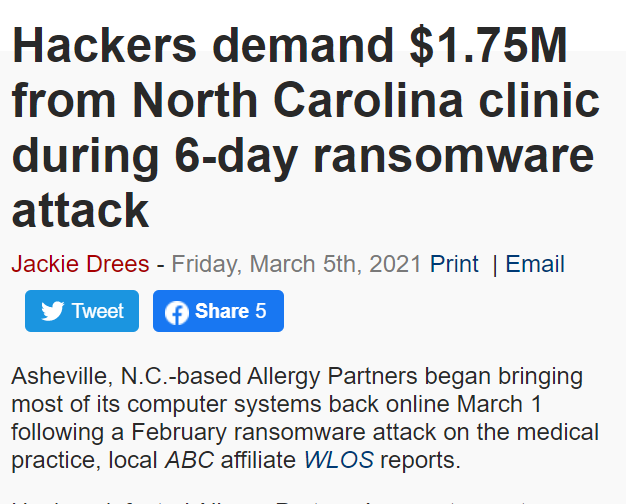 Hackers demand $1.75M
from North Carolina clinic
during 6-day ransomware
attack
Jackie Drees - Friday, March 5th, 2021 Print | Email
Tweet Share 5
Asheville, N.C.-based Allergy Partners began bringing
most of its computer systems back online March 1
following a February ransomware attack on the medical
practice, local ABC affiliate WLOS reports.